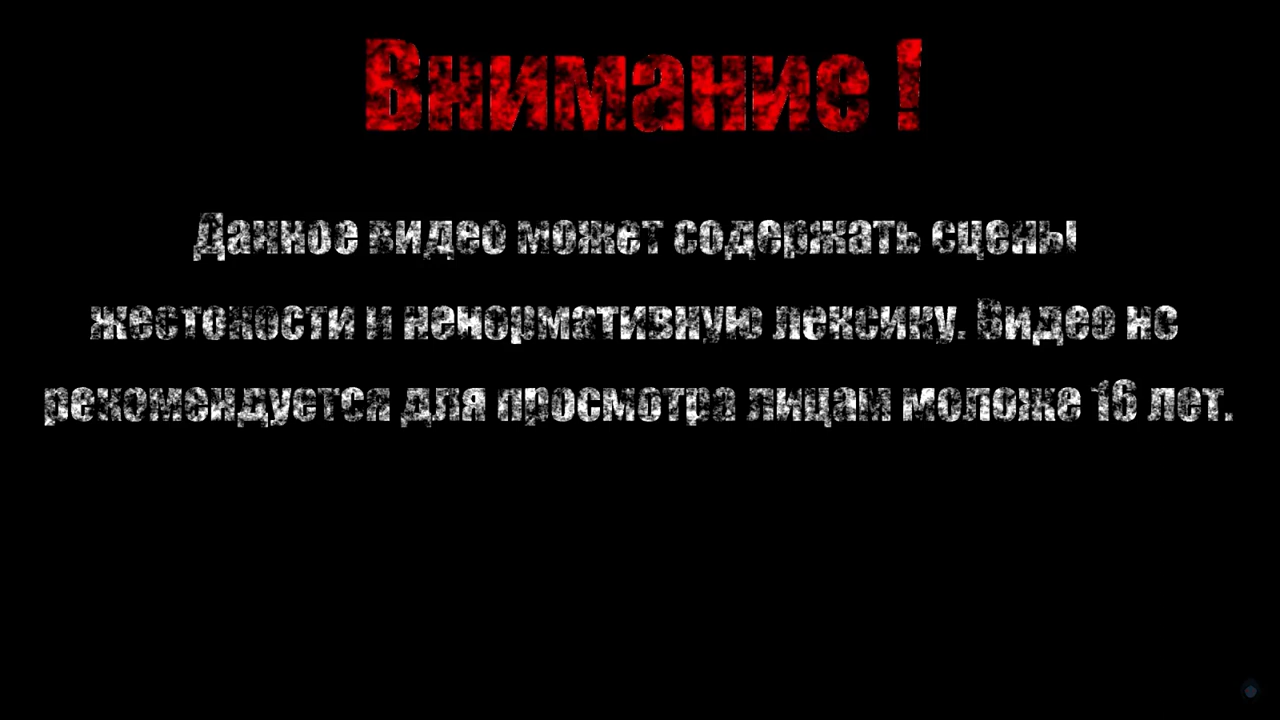 Внимание !
Данное видео может содержать сцены
жестокости и ненормативную лексику. Видео не
рекомендуется для просмотра лицам моложе 16 лет.